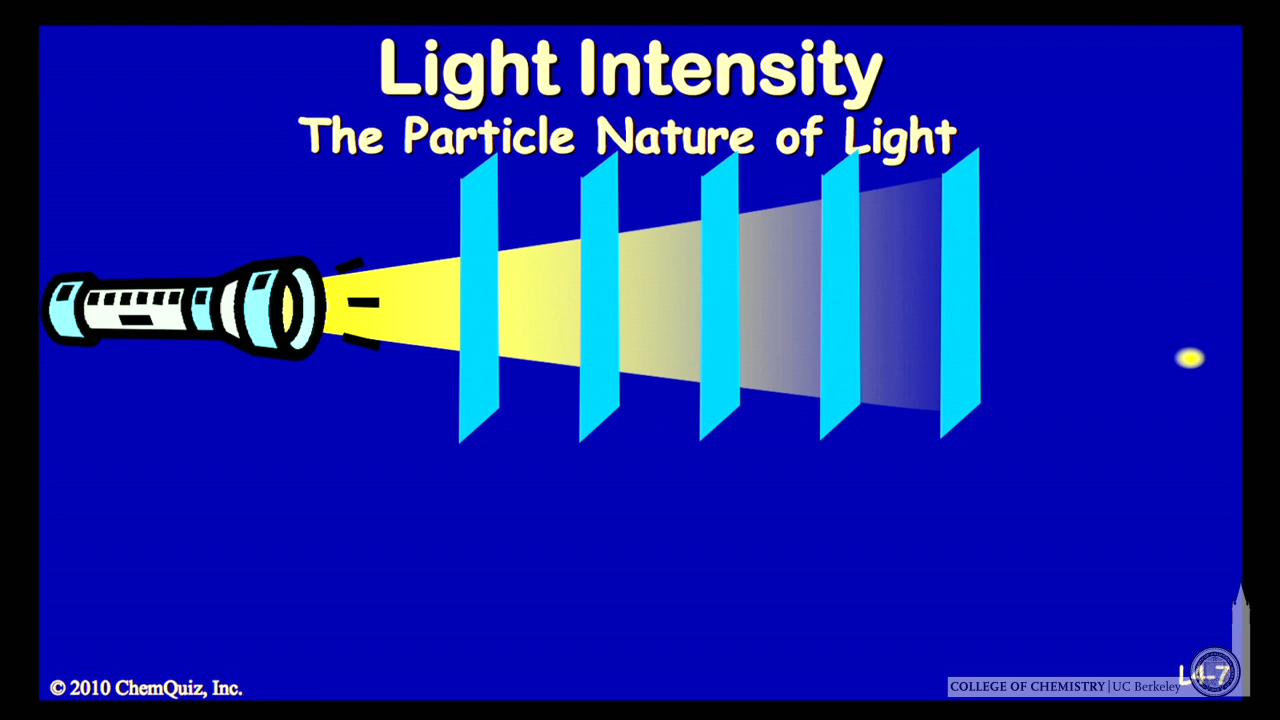 Light Intensity
The Particle Nature of Light
© 2010 ChemQuiz, Inc.
L4-7
COLLEGE OF CHEMISTRY | UC Berkeley